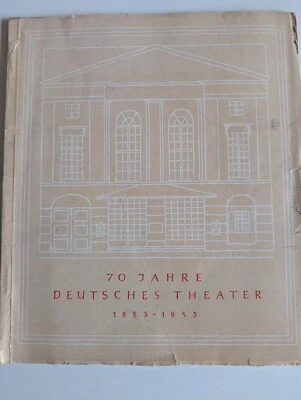 70 JAHRE
DEUTSCHES THEATER
1883-1953